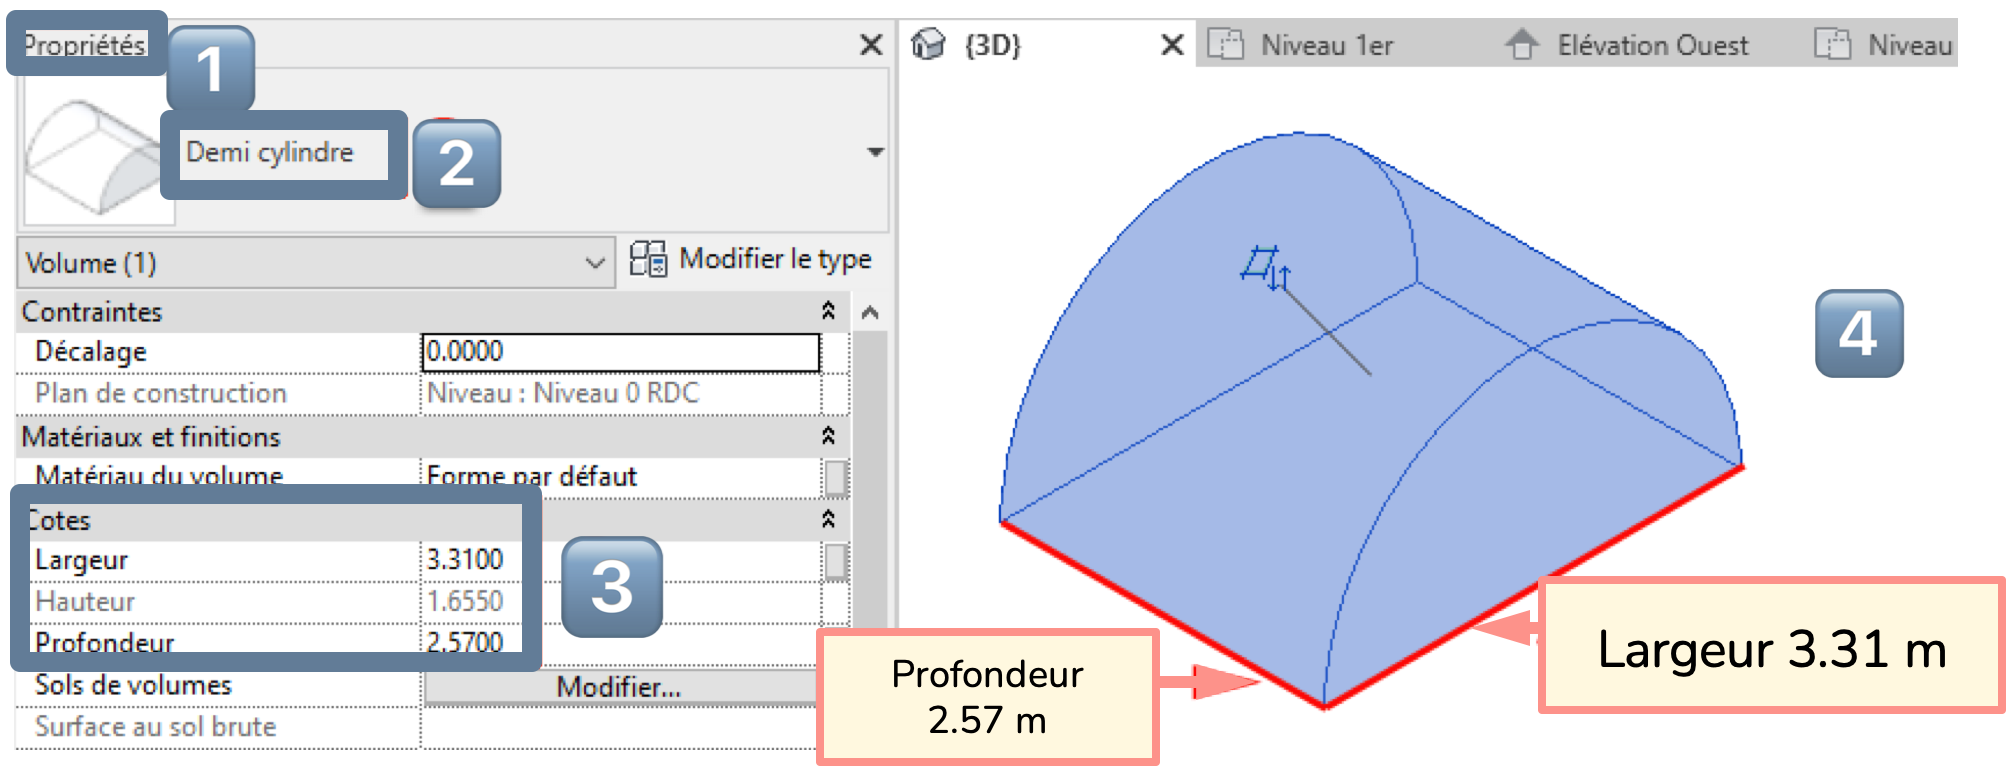 Propriétés
1
{3D}
Niveau 1er
Elévation Ouest
Niveau
Demi cylindre
2
Volume (1)
Modifier le type
Contraintes
Décalage 0.0000
Plan de construction Niveau : Niveau 0 RDC
Matériaux et finitions
Matériau du volume Forme par défaut
Cotes
Largeur 3.3100
Hauteur 1.6550
Profondeur 2.5700
3
Sols de volumes Modifier...
Surface au sol brute
4
Profondeur
2.57 m
Largeur 3.31 m